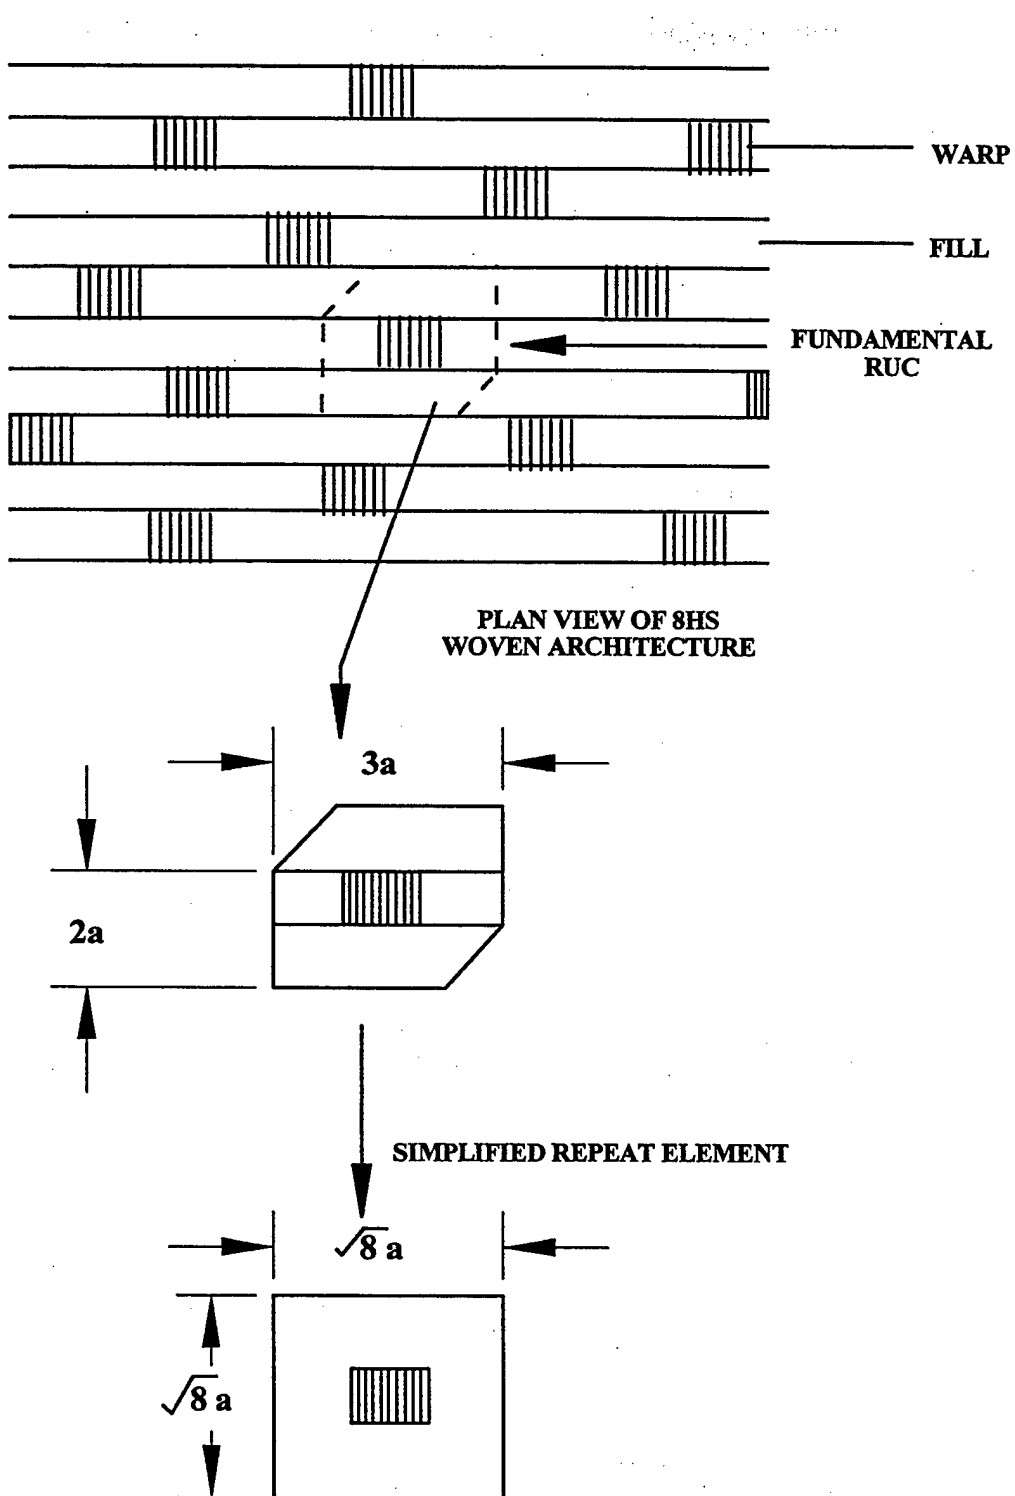 WARP
FILL
FUNDAMENTAL
RUC
PLAN VIEW OF 8HS
WOVEN ARCHITECTURE
3a
2a
SIMPLIFIED REPEAT ELEMENT
√8 a
√8 a